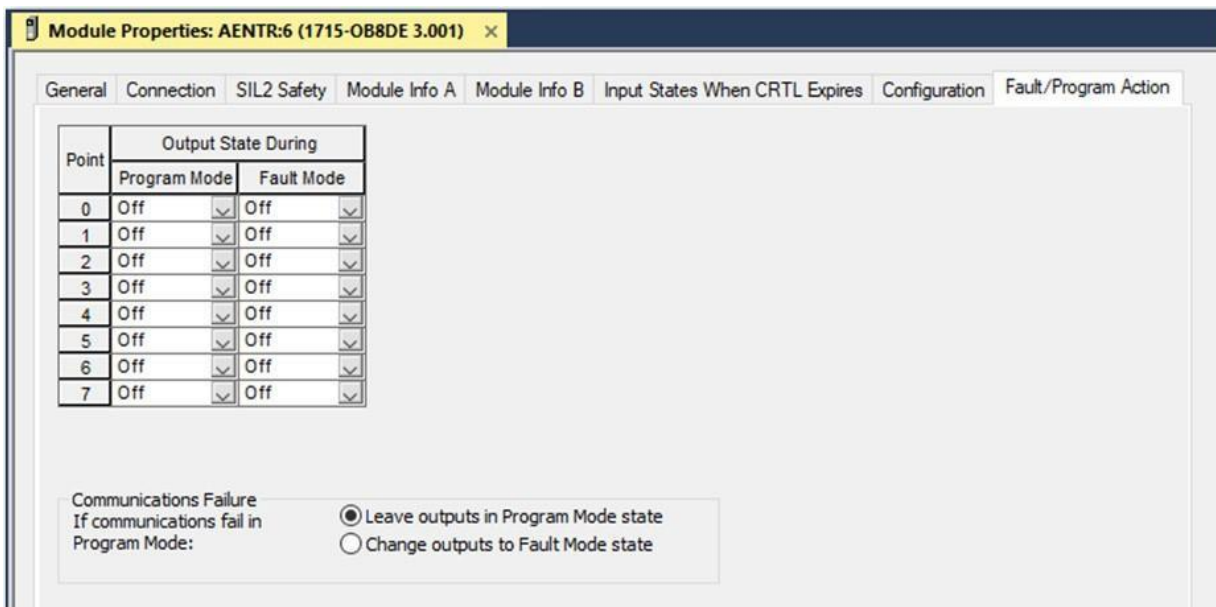 Module Properties: AENTR:6 (1715-OB8DE 3.001) ×
General Connection SIL2 Safety Module Info A Module Info B Input States When CRTL Expires Configuration Fault/Program Action
Point Output State During
Program Mode Fault Mode
0 Off Off
1 Off Off
2 Off Off
3 Off Off
4 Off Off
5 Off Off
6 Off Off
7 Off Off
Communications Failure
If communications fail in
Program Mode:
Leave outputs in Program Mode state
Change outputs to Fault Mode state